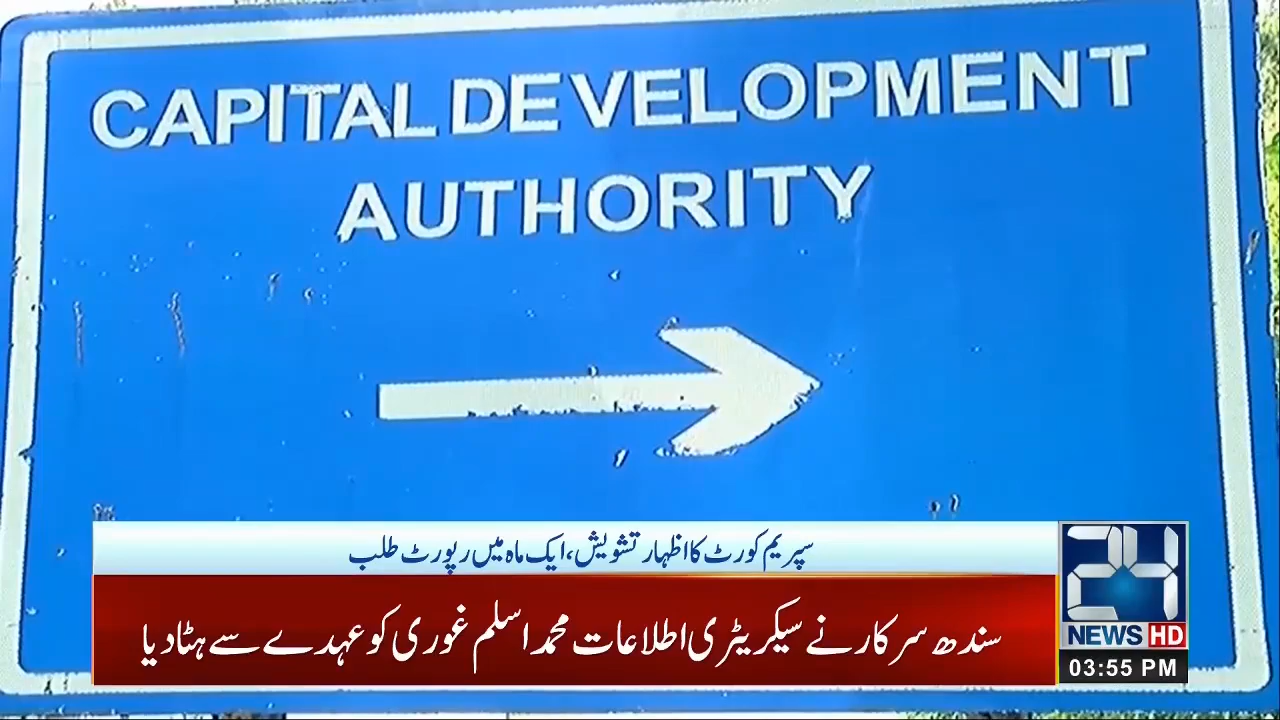 CAPITAL DEVELOPMENT
AUTHORITY
سپریم کورٹ کا اظہار تشویش، ایک ماہ میں رپورٹ طلب
سندھ سرکار نے سیکریٹری اطلاعات محمد اسلم غوری کو عہدے سے ہٹا دیا
24
NEWS HD
03:55 PM